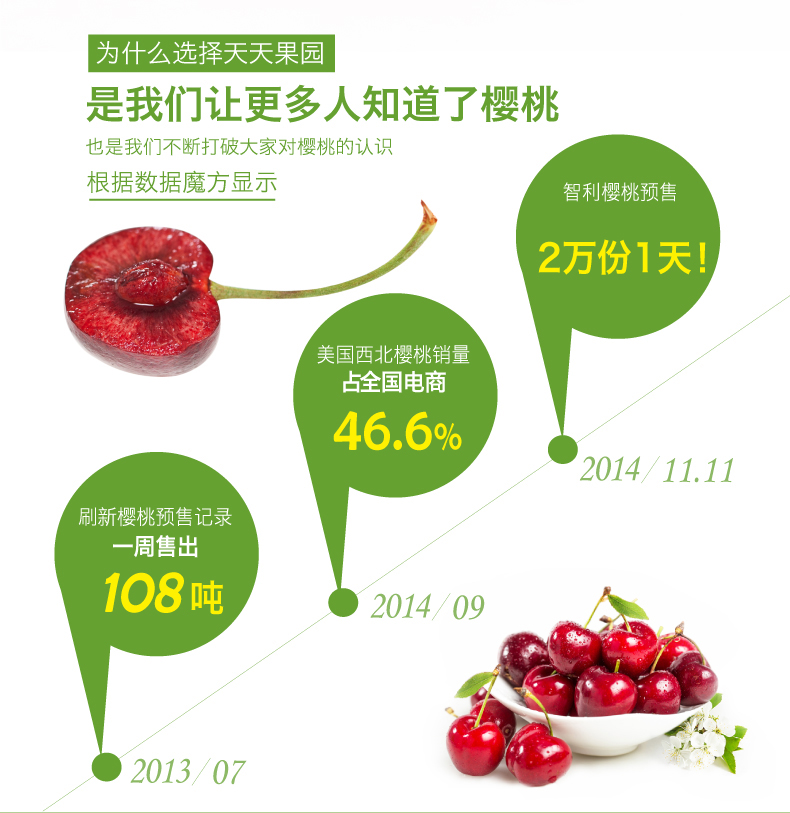 为什么选择天天果园
是我们让更多人知道了樱桃
也是我们不断打破大家对樱桃的认识
根据数据魔方显示
智利樱桃预售
2万份1天!
2014/11.11
美国西北樱桃销量
占全国电商
46.6%
2014/09
刷新樱桃预售记录
一周售出
108吨
2013/07